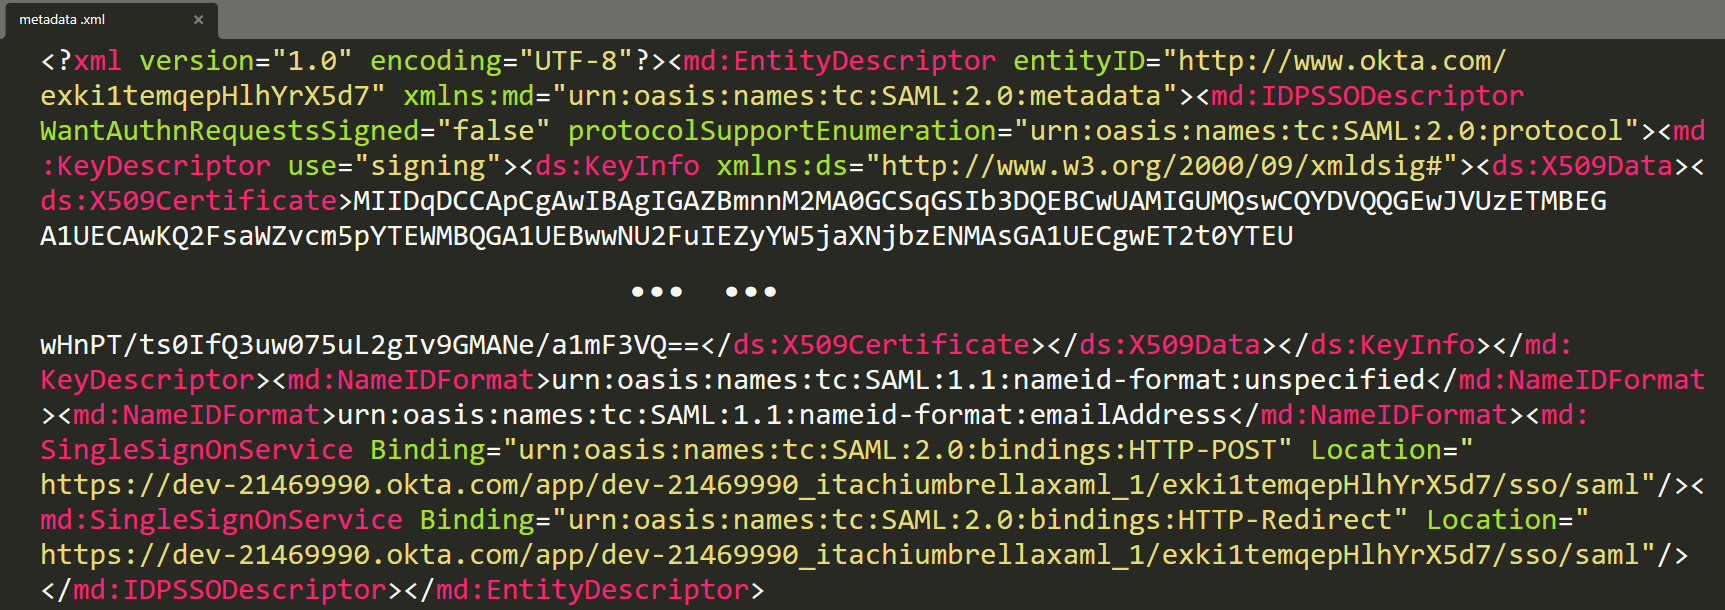 metadata .xml ×
<?xml version="1.0" encoding="UTF-8"?><md:EntityDescriptor entityID="http://www.okta.com/
exki1temqepHlhYrX5d7" xmlns:md="urn:oasis:names:tc:SAML:2.0:metadata"><md:IDPSSODescriptor
WantAuthnRequestsSigned="false" protocolSupportEnumeration="urn:oasis:names:tc:SAML:2.0:protocol"><md
:KeyDescriptor use="signing"><ds:KeyInfo xmlns:ds="http://www.w3.org/2000/09/xmldsig#"><ds:X509Data><
ds:X509Certificate>MIIDqDCCApCgAwIBAgIGAZBmnnM2MA0GCSqGSIb3DQEBCwUAMIGUMQswCQYDVQQGEwJVUzETMBEG
A1UECAwKQ2FsaWZvcm5pYTEWMBQGA1UEBwwNU2FuIEZyYW5jaXNjbzENMAsGA1UECgwET2t0YTEU
••• •••
wHnPT/ts0IfQ3uw075uL2gIv9GMANe/a1mF3VQ==</ds:X509Certificate></ds:X509Data></ds:KeyInfo></md:
KeyDescriptor><md:NameIDFormat>urn:oasis:names:tc:SAML:1.1:nameid-format:unspecified</md:NameIDFormat
><md:NameIDFormat>urn:oasis:names:tc:SAML:1.1:nameid-format:emailAddress</md:NameIDFormat><md:
SingleSignOnService Binding="urn:oasis:names:tc:SAML:2.0:bindings:HTTP-POST" Location="
https://dev-21469990.okta.com/app/dev-21469990_itachiumbrellaxaml_1/exki1temqepHlhYrX5d7/sso/saml"/><
md:SingleSignOnService Binding="urn:oasis:names:tc:SAML:2.0:bindings:HTTP-Redirect" Location="
https://dev-21469990.okta.com/app/dev-21469990_itachiumbrellaxaml_1/exki1temqepHlhYrX5d7/sso/saml"/>
</md:IDPSSODescriptor></md:EntityDescriptor>